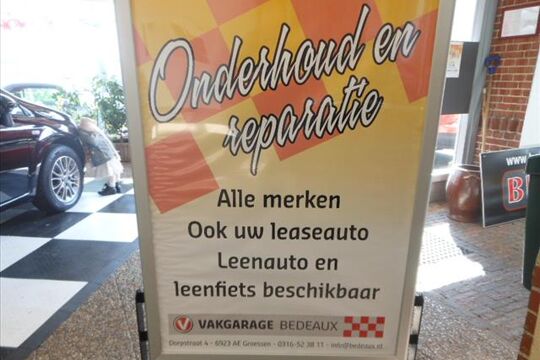 Onderhoud en
reparatie
Alle merken
Ook uw leaseauto
Leenauto en
leenfiets beschikbaar
VAKGARAGE BEDEAUX
Dorpstraat 4 - 6923 AE Groessen - 0316-52 38 11 - info@bedeaux.nl
www.
B